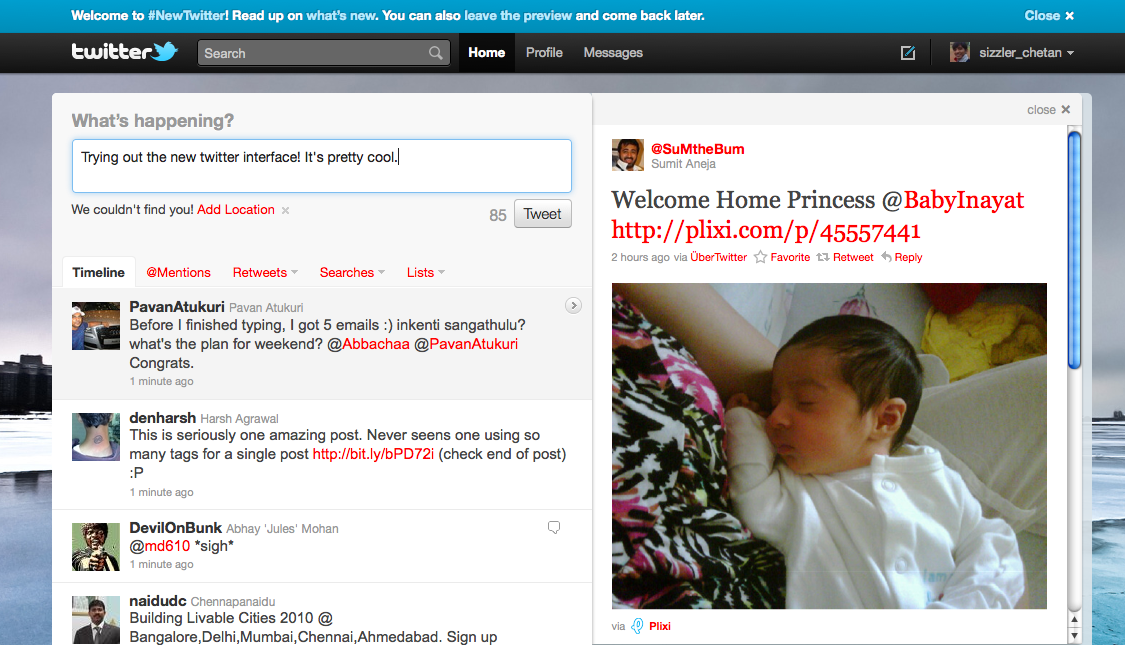 Welcome to #NewTwitter! Read up on what's new. You can also leave the preview and come back later.
Close ×
twitter
Search
Home
Profile
Messages
sizzler_chetan
What's happening?
Trying out the new twitter interface! It's pretty cool.
We couldn't find you! Add Location ×
85
Tweet
Timeline
@Mentions
Retweets
Searches
Lists
PavanAtukuri Pavan Atukuri
Before I finished typing, I got 5 emails :) inkenti sangathulu?
what's the plan for weekend? @Abbachaa @PavanAtukuri
Congrats.
1 minute ago
denharsh Harsh Agrawal
This is seriously one amazing post. Never seens one using so
many tags for a single post http://bit.ly/bPD72i (check end of post)
:P
1 minute ago
DevilOnBunk Abhay 'Jules' Mohan
@md610 *sigh*
1 minute ago
naidudc Chennapanaidu
Building Livable Cities 2010 @
Bangalore,Delhi,Mumbai,Chennai,Ahmedabad. Sign up
close ×
@SuMtheBum
Sumit Aneja
Welcome Home Princess @BabyInayat
http://plixi.com/p/45557441
2 hours ago via ÜberTwitter Favorite Retweet Reply
via Plixi